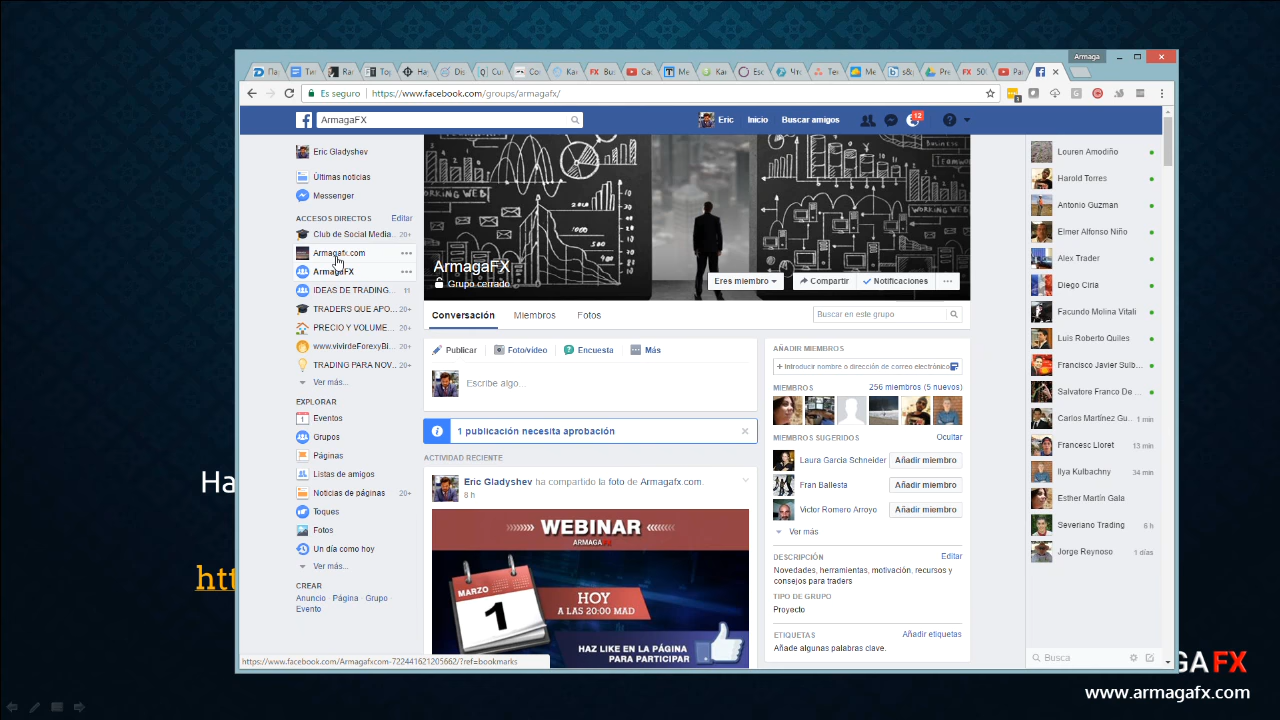 Armaga
Es seguro
https://www.facebook.com/groups/armagafx/
ArmagaFX
Eric
Inicio
Buscar amigos
12
Eric Gladyshev
Últimas noticias
Messenger
ACCESOS DIRECTOS
Editar
Club de Social Media...
20+
Armagafx.com
ArmagaFX
IDEAS DE TRADING...
11
TRADERS QUE APO...
20+
PRECIO Y VOLUME...
20+
www.vivirdeForexyBi...
20+
TRADING PARA NOV...
20+
Ver más...
EXPLORAR
Eventos
Grupos
Páginas
Listas de amigos
Noticias de páginas
20+
Toques
Fotos
Un día como hoy
Ver más...
CREAR
Anuncio Página Grupo
Evento
ArmagaFX
Grupo cerrado
Eres miembro
Compartir
Notificaciones
Conversación
Miembros
Fotos
Buscar en este grupo
Publicar
Foto/vídeo
Encuesta
Más
Escribe algo...
1 publicación necesita aprobación
ACTIVIDAD RECIENTE
Eric Gladyshev ha compartido la foto de Armagafx.com.
8 h
WEBINAR
ARMAGAFX
MARZO
1
HOY
A LAS 20:00 MAD
HAZ LIKE EN LA PÁGINA
PARA PARTICIPAR
AÑADIR MIEMBROS
+ Introducir nombre o dirección de correo electrónico
MIEMBROS
256 miembros (5 nuevos)
MIEMBROS SUGERIDOS
Ocultar
Laura Garcia Schneider
Añadir miembro
Fran Ballesta
Añadir miembro
Victor Romero Arroyo
Añadir miembro
Ver más
DESCRIPCIÓN
Editar
Novedades, herramientas, motivación, recursos y
consejos para traders
TIPO DE GRUPO
Proyecto
ETIQUETAS
Añadir etiquetas
Añade algunas palabras clave.
Louren Amodiño
Harold Torres
Antonio Guzman
Elmer Alfonso Niño
Alex Trader
Diego Ciria
Facundo Molina Vitali
Luis Roberto Quiles
Francisco Javier Sulb...
Salvatore Franco De ...
Carlos Martínez Gu...
1 min
Francesc Lloret
13 min
Ilya Kulbachny
34 min
Esther Martín Gala
Severiano Trading
6 h
Jorge Reynoso
1 días
Busca
https://www.facebook.com/Armagafxcom-722441621205662/?ref=bookmarks
Ha
htt
GA FX
www.armagafx.com